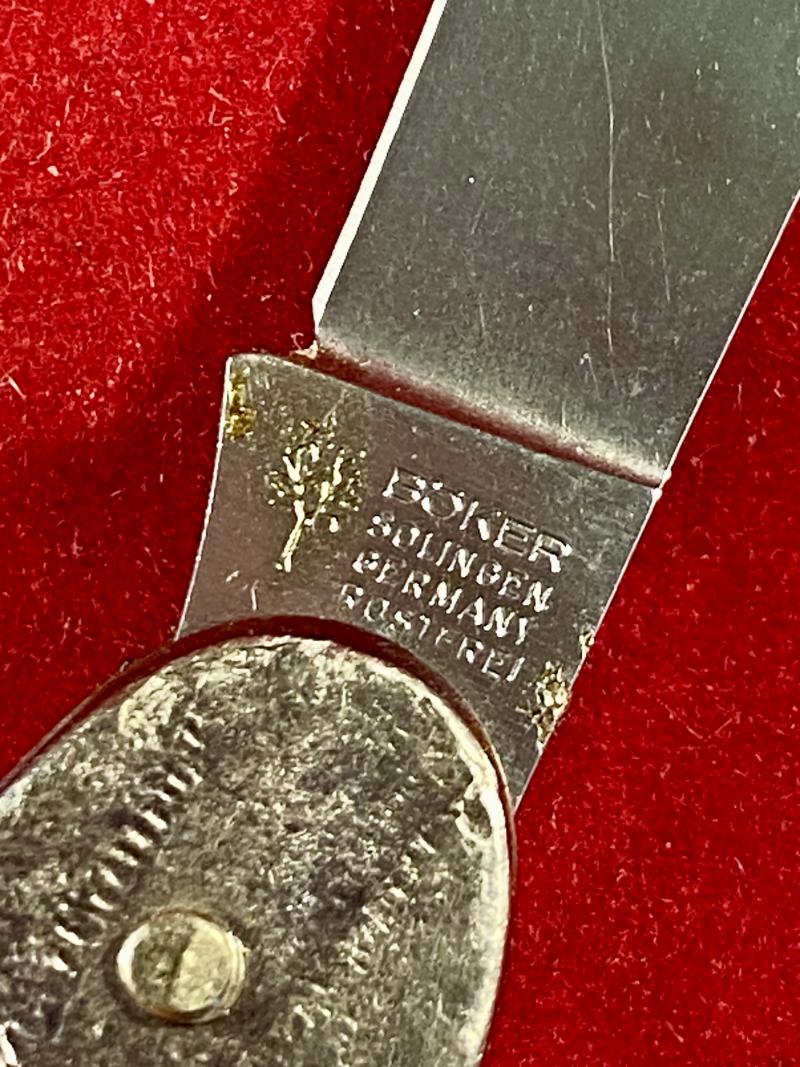 BÖKER
SOLINGEN
GERMANY
ROSTFREI